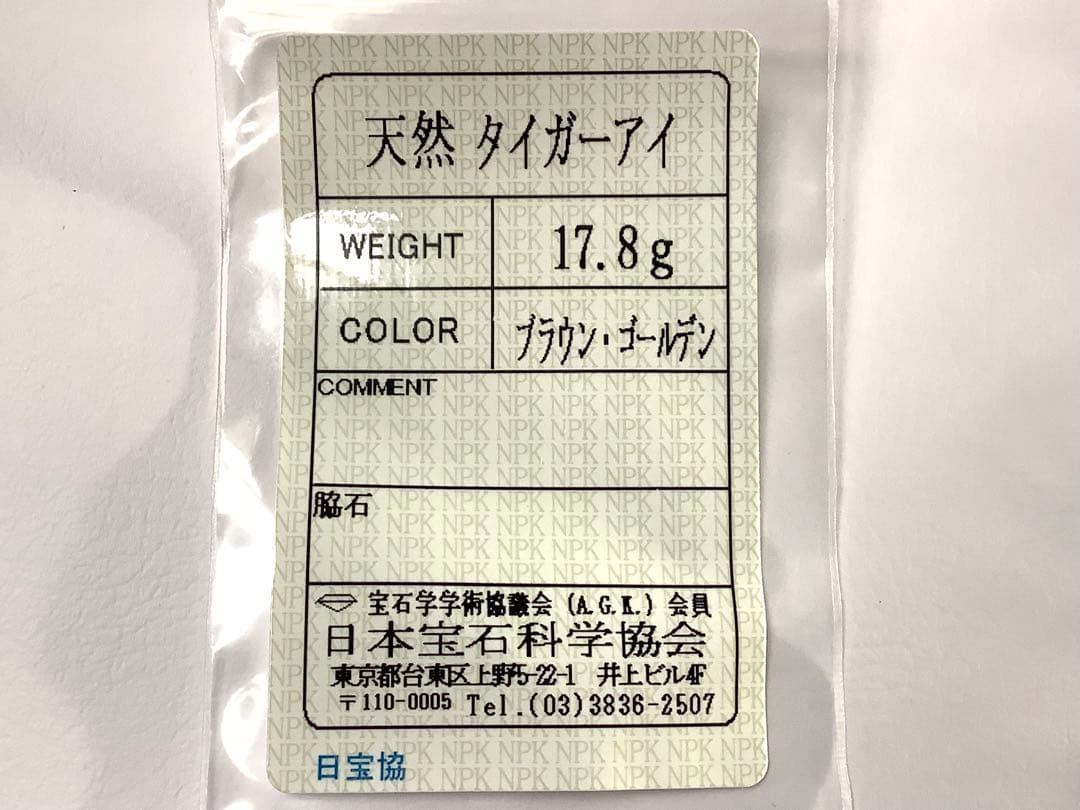 天然 タイガーアイ
WEIGHT 17.8g
COLOR ブラウン・ゴールデン
COMMENT
脇石
宝石学学術協議会 (A.G.K.) 会員
日本宝石科学協会
東京都台東区上野5-22-1 井上ビル4F
〒110-0005 Tel.(03)3836-2507
日宝協